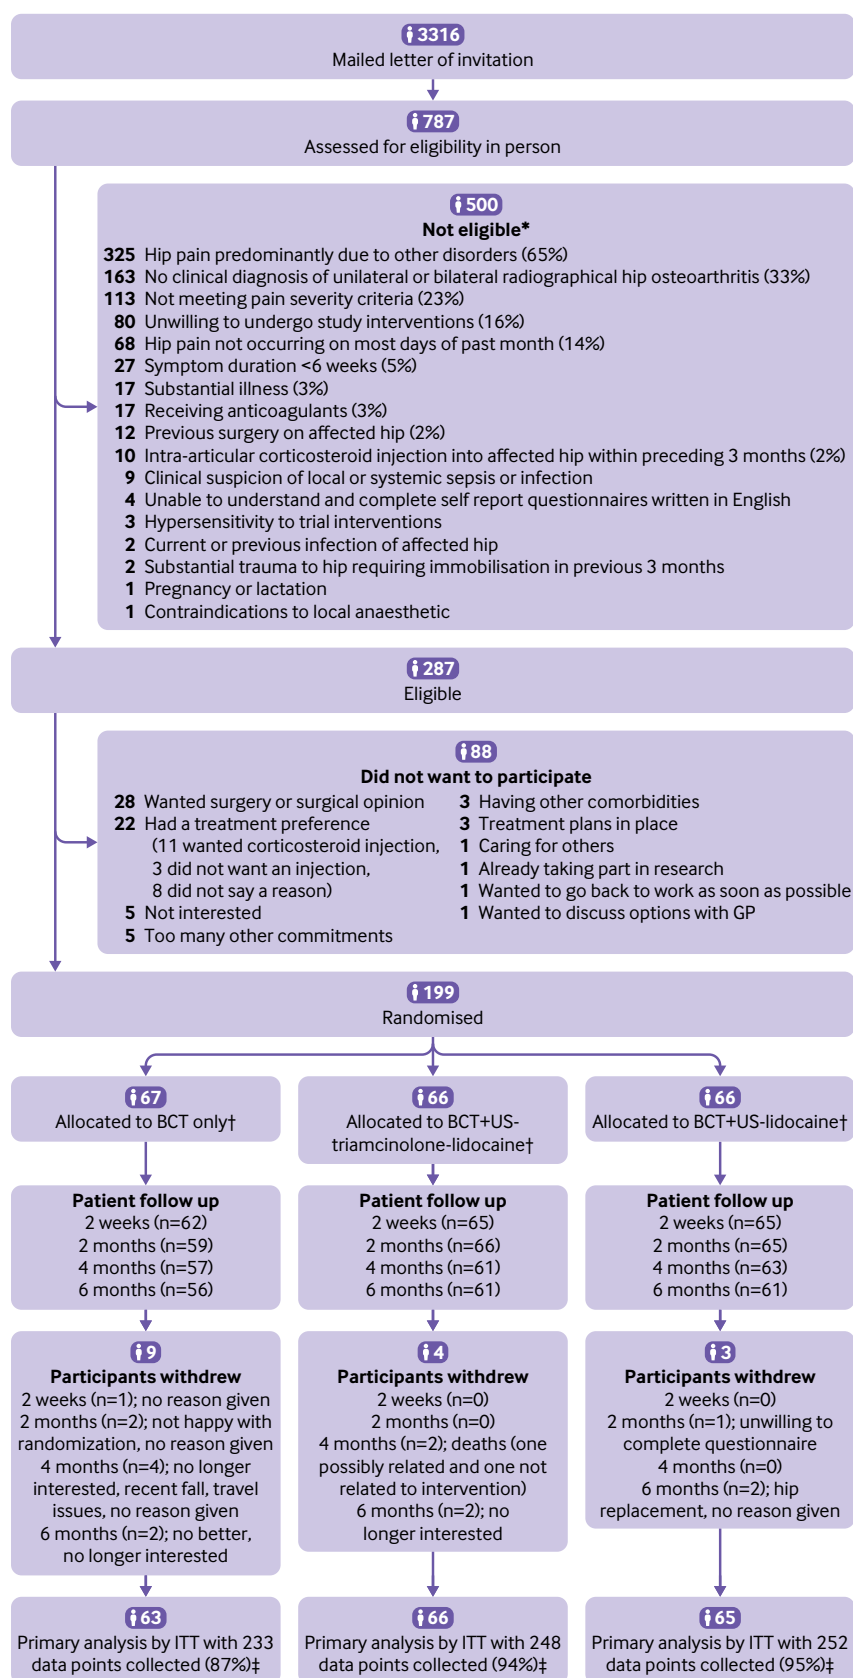 3316
Mailed letter of invitation
787
Assessed for eligibility in person
500
Not eligible*
325 Hip pain predominantly due to other disorders (65%)
163 No clinical diagnosis of unilateral or bilateral radiographical hip osteoarthritis (33%)
113 Not meeting pain severity criteria (23%)
80 Unwilling to undergo study interventions (16%)
68 Hip pain not occurring on most days of past month (14%)
27 Symptom duration <6 weeks (5%)
17 Substantial illness (3%)
17 Receiving anticoagulants (3%)
12 Previous surgery on affected hip (2%)
10 Intra-articular corticosteroid injection into affected hip within preceding 3 months (2%)
9 Clinical suspicion of local or systemic sepsis or infection
4 Unable to understand and complete self report questionnaires written in English
3 Hypersensitivity to trial interventions
2 Current or previous infection of affected hip
2 Substantial trauma to hip requiring immobilisation in previous 3 months
1 Pregnancy or lactation
1 Contraindications to local anaesthetic
287
Eligible
88
Did not want to participate
28 Wanted surgery or surgical opinion
22 Had a treatment preference
(11 wanted corticosteroid injection,
3 did not want an injection,
8 did not say a reason)
5 Not interested
5 Too many other commitments
3 Having other comorbidities
3 Treatment plans in place
1 Caring for others
1 Already taking part in research
1 Wanted to go back to work as soon as possible
1 Wanted to discuss options with GP
199
Randomised
67
Allocated to BCT only†
66
Allocated to BCT+US-
triamcinolone-lidocaine†
66
Allocated to BCT+US-lidocaine†
Patient follow up
2 weeks (n=62)
2 months (n=59)
4 months (n=57)
6 months (n=56)
Patient follow up
2 weeks (n=65)
2 months (n=66)
4 months (n=61)
6 months (n=61)
Patient follow up
2 weeks (n=65)
2 months (n=65)
4 months (n=63)
6 months (n=61)
9
Participants withdrew
2 weeks (n=1); no reason given
2 months (n=2); not happy with
randomization, no reason given
4 months (n=4); no longer
interested, recent fall, travel
issues, no reason given
6 months (n=2); no better,
no longer interested
4
Participants withdrew
2 weeks (n=0)
2 months (n=0)
4 months (n=2); deaths (one
possibly related and one not
related to intervention)
6 months (n=2); no
longer interested
3
Participants withdrew
2 weeks (n=0)
2 months (n=1); unwilling to
complete questionnaire
4 months (n=0)
6 months (n=2); hip
replacement, no reason given
63
Primary analysis by ITT with 233
data points collected (87%)‡
66
Primary analysis by ITT with 248
data points collected (94%)‡
65
Primary analysis by ITT with 252
data points collected (95%)‡